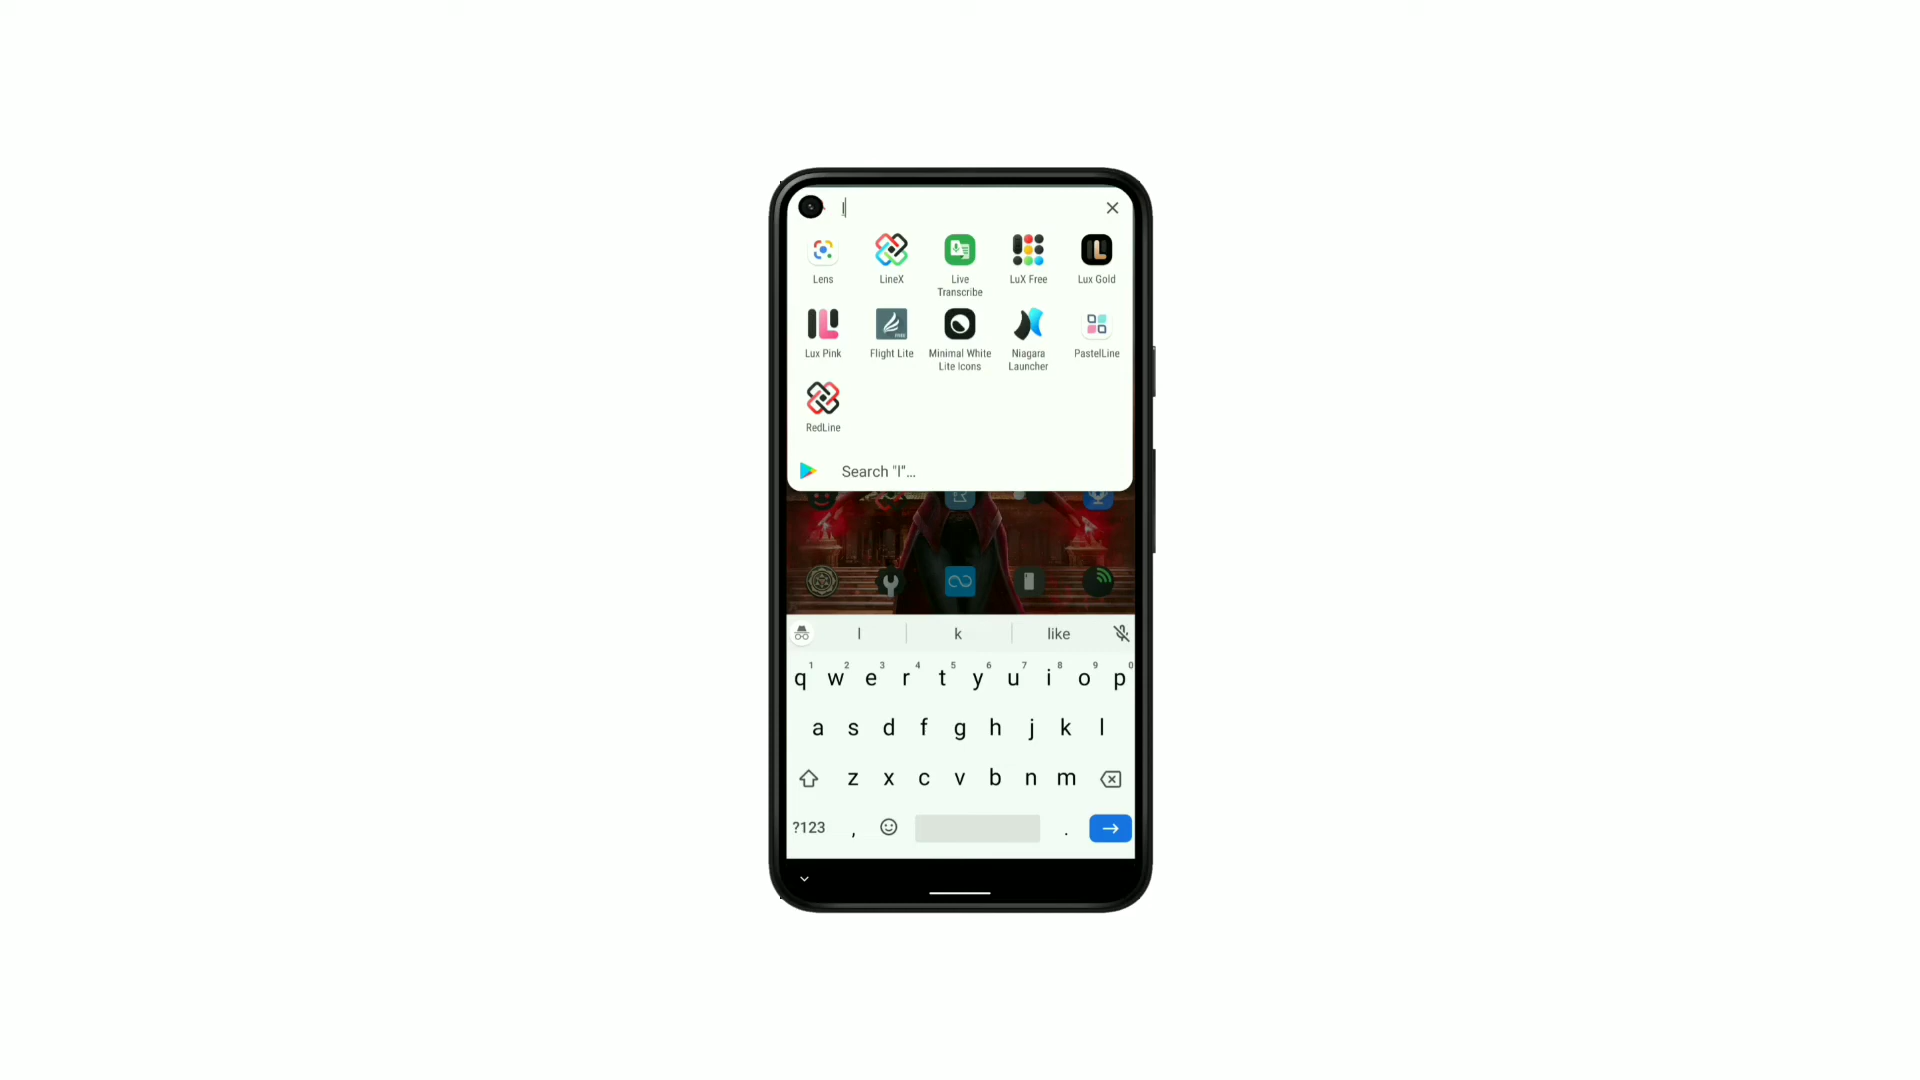 l
Lens
LineX
Live
Transcribe
LuX Free
Lux Gold
Lux Pink
Flight Lite
Minimal White
Lite Icons
Niagara
Launcher
PastelLine
RedLine
Search "l"...
l
k
like
1 2 3 4 5 6 7 8 9 0
q w e r t y u i o p
a s d f g h j k l
z x c v b n m
?123 , .